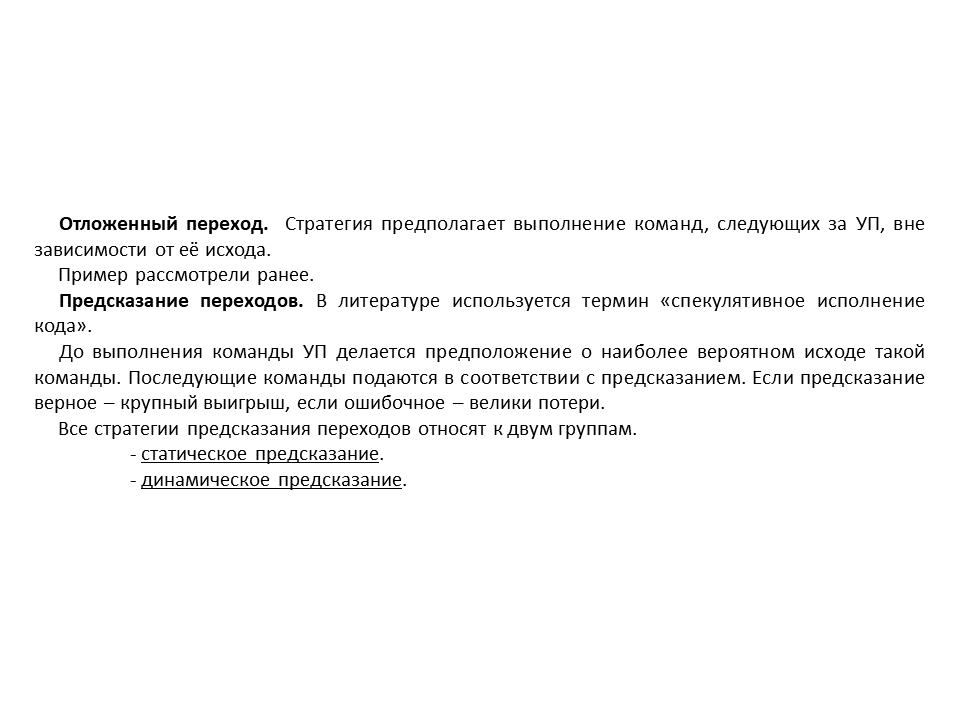 Отложенный переход. Стратегия предполагает выполнение команд, следующих за УП, вне
зависимости от её исхода.
Пример рассмотрели ранее.
Предсказание переходов. В литературе используется термин «спекулятивное исполнение
кода».
До выполнения команды УП делается предположение о наиболее вероятном исходе такой
команды. Последующие команды подаются в соответствии с предсказанием. Если предсказание
верное – крупный выигрыш, если ошибочное – велики потери.
Все стратегии предсказания переходов относят к двум группам.
- статическое предсказание.
- динамическое предсказание.